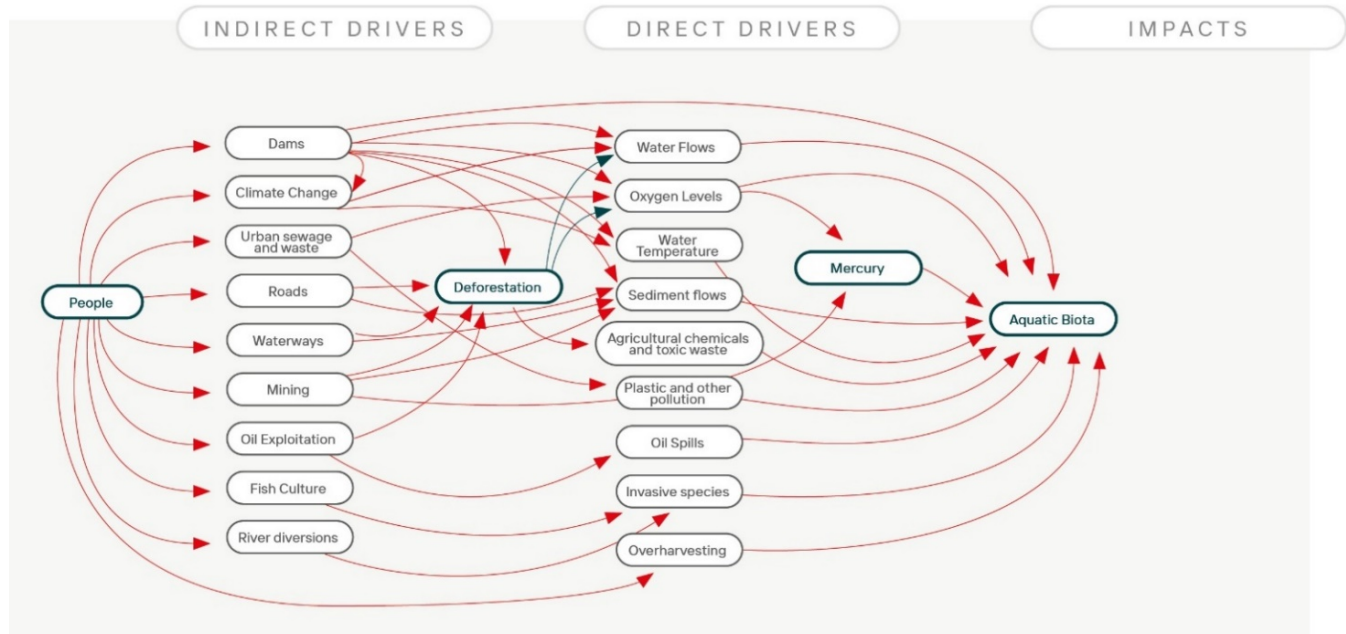 INDIRECT DRIVERS
DIRECT DRIVERS
IMPACTS
People
Dams
Climate Change
Urban sewage
and waste
Roads
Waterways
Mining
Oil Exploitation
Fish Culture
River diversions
Deforestation
Water Flows
Oxygen Levels
Water
Temperature
Sediment flows
Agricultural chemicals
and toxic waste
Plastic and other
pollution
Oil Spills
Invasive species
Overharvesting
Mercury
Aquatic Biota